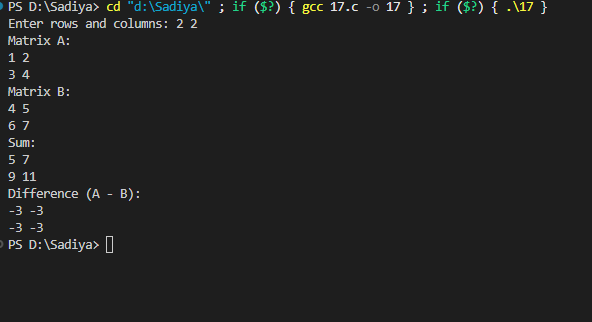 PS D:\Sadiya> cd "d:\Sadiya\" ; if ($?) { gcc 17.c -o 17 } ; if ($?) { .\17 }
Enter rows and columns: 2 2
Matrix A:
1 2
3 4
Matrix B:
4 5
6 7
Sum:
5 7
9 11
Difference (A - B):
-3 -3
-3 -3
PS D:\Sadiya>